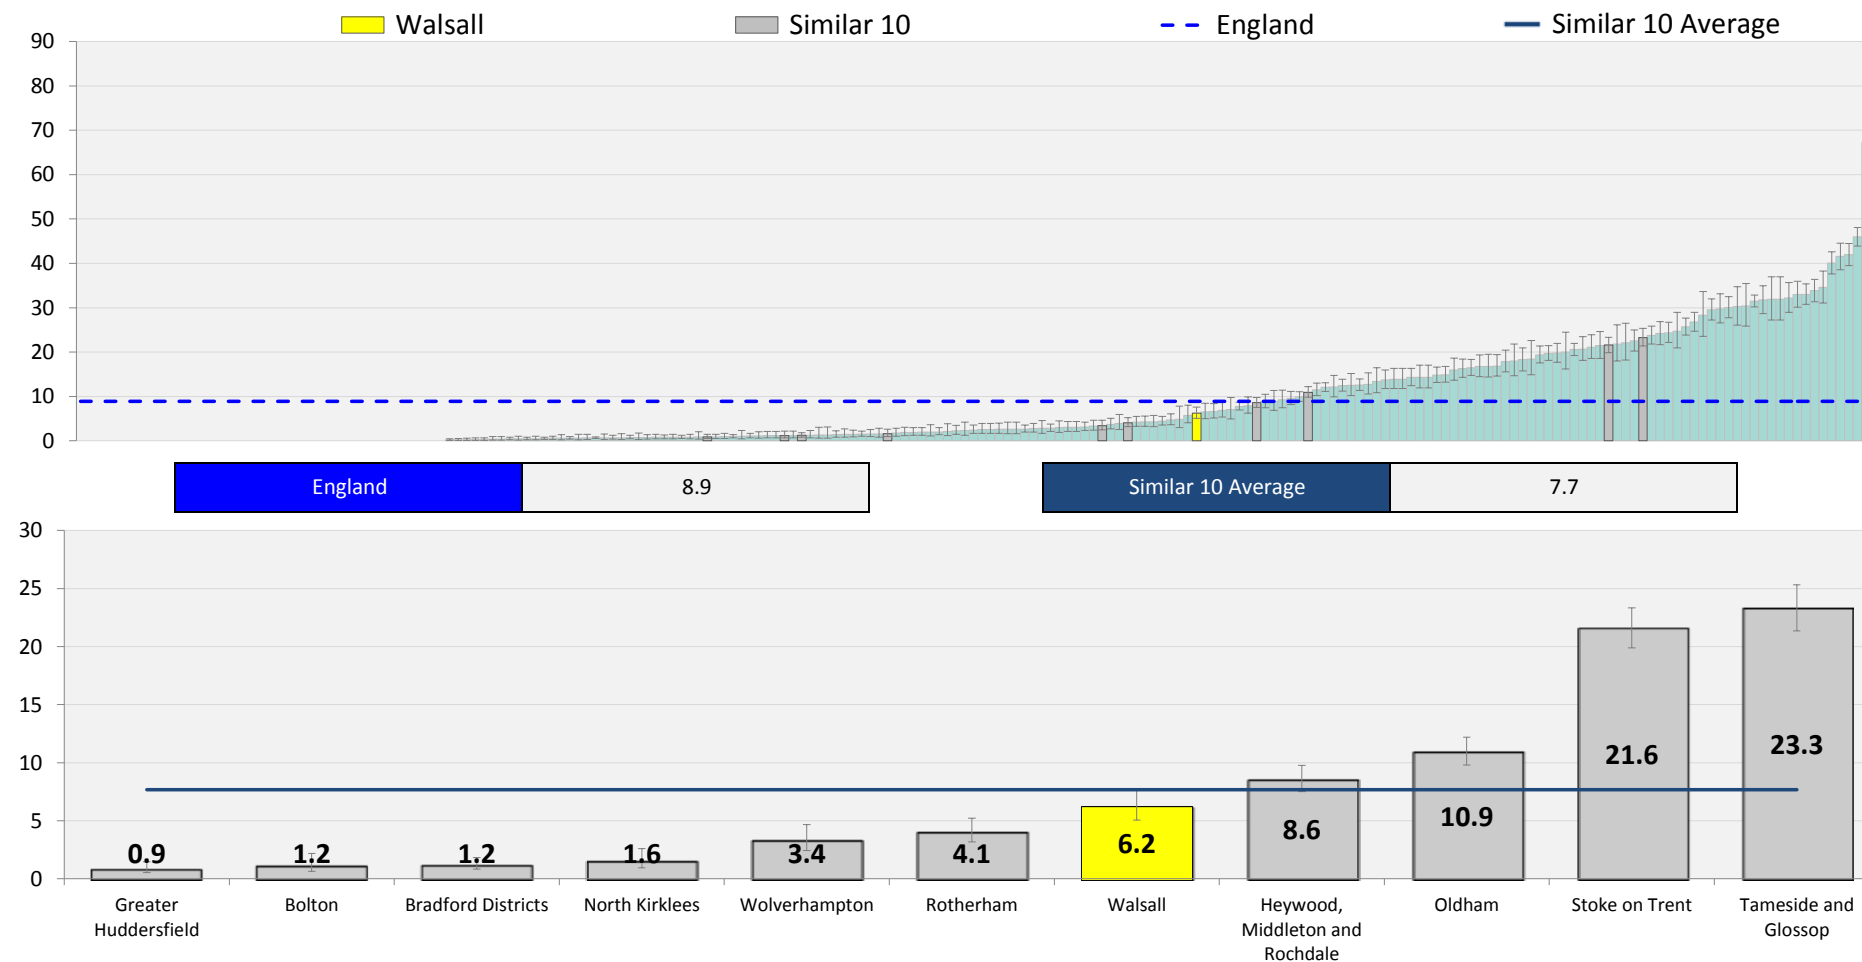 Walsall Similar 10 England Similar 10 Average
90
80
70
60
50
40
30
20
10
0
England 8.9 Similar 10 Average 7.7
30
25
20
15
10
5
0
0.9 1.2 1.2 1.6 3.4 4.1 6.2 8.6 10.9 21.6 23.3
Greater
Huddersfield
Bolton
Bradford Districts
North Kirklees
Wolverhampton
Rotherham
Walsall
Heywood,
Middleton and
Rochdale
Oldham
Stoke on Trent
Tameside and
Glossop